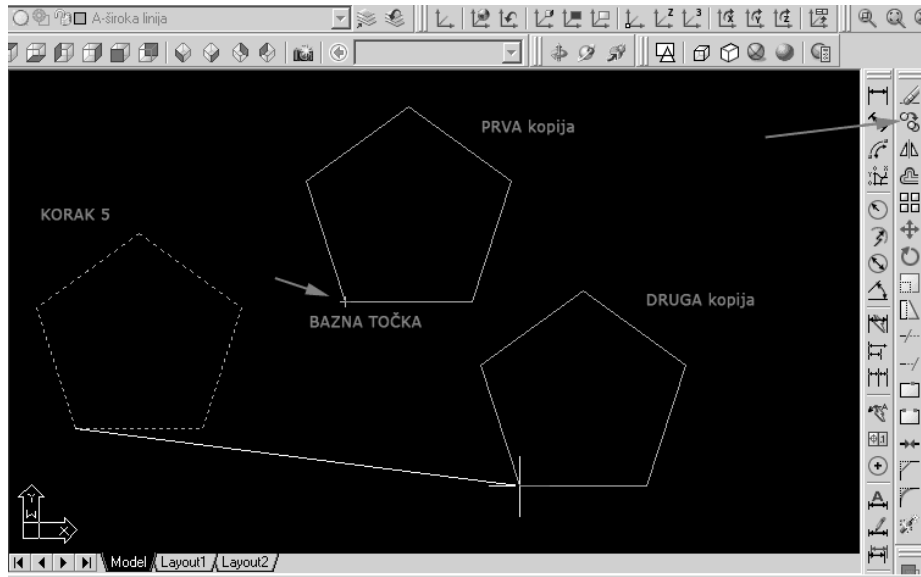 A-široka linija
PRVA kopija
KORAK 5
DRUGA kopija
BAZNA TOČKA
Y
W
X
Model Layout1 Layout2